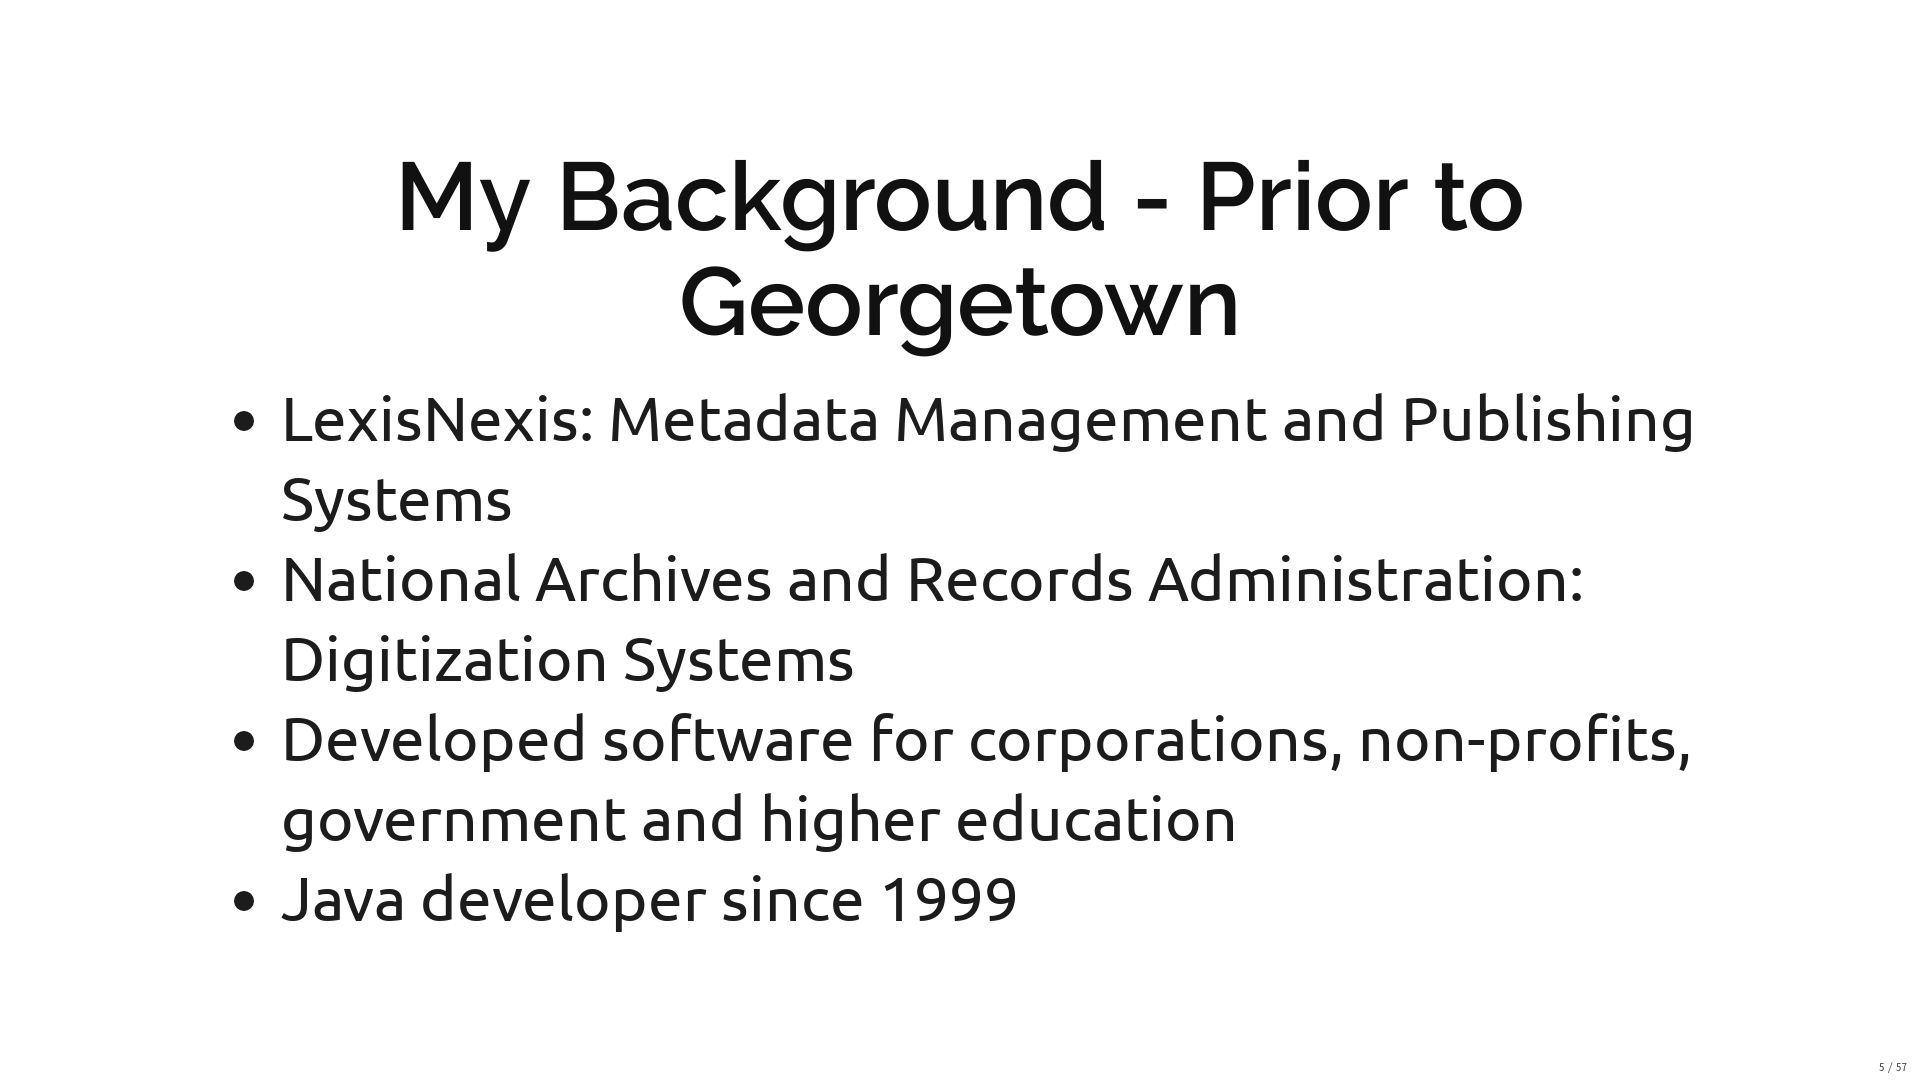 My Background - Prior to
Georgetown
• LexisNexis: Metadata Management and Publishing
Systems
• National Archives and Records Administration:
Digitization Systems
• Developed software for corporations, non-profits,
government and higher education
• Java developer since 1999
5 / 57